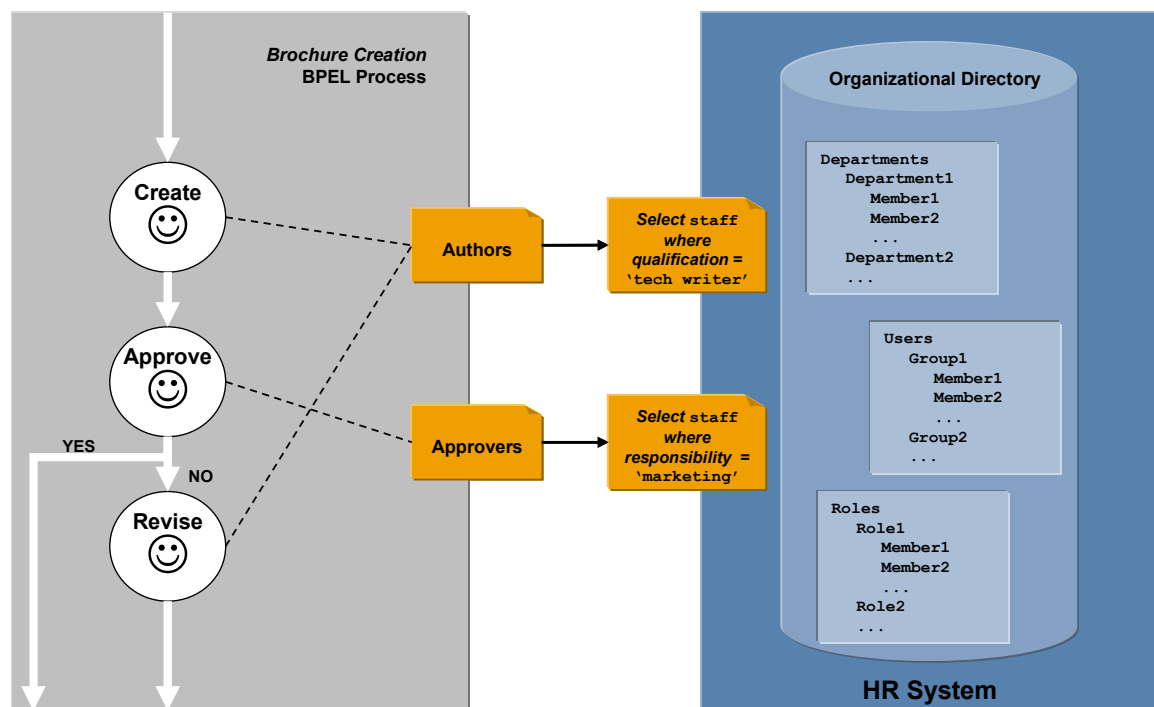 Brochure Creation
BPEL Process
Create
Approve
YES
NO
Revise
Authors
Approvers
Select staff
where
qualification =
‘tech writer’
Select staff
where
responsibility =
‘marketing’
Organizational Directory
Departments
Department1
Member1
Member2
...
Department2
...
Users
Group1
Member1
Member2
...
Group2
...
Roles
Role1
Member1
Member2
...
Role2
...
HR System